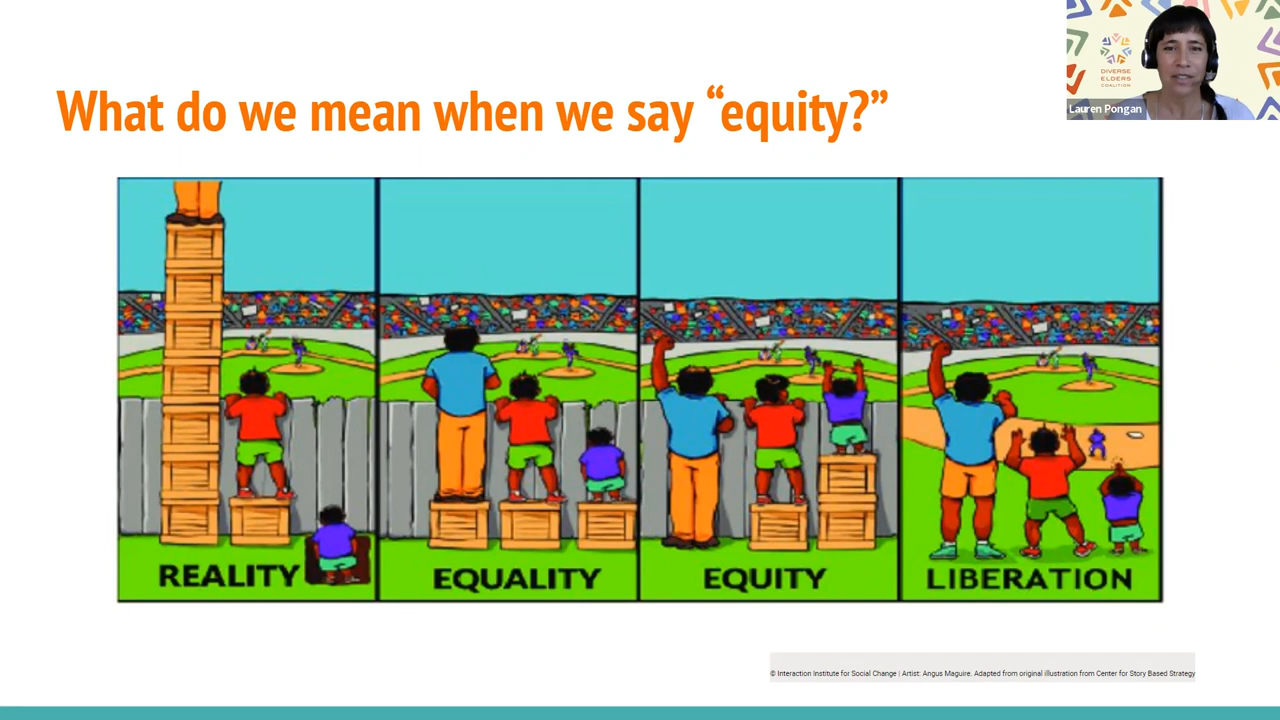 DIVERSE
ELDERS
COALITION
Lauren Pongan
What do we mean when we say “equity?”
REALITY
EQUALITY
EQUITY
LIBERATION
© Interaction Institute for Social Change | Artist: Angus Maguire. Adapted from original illustration from Center for Story Based Strategy